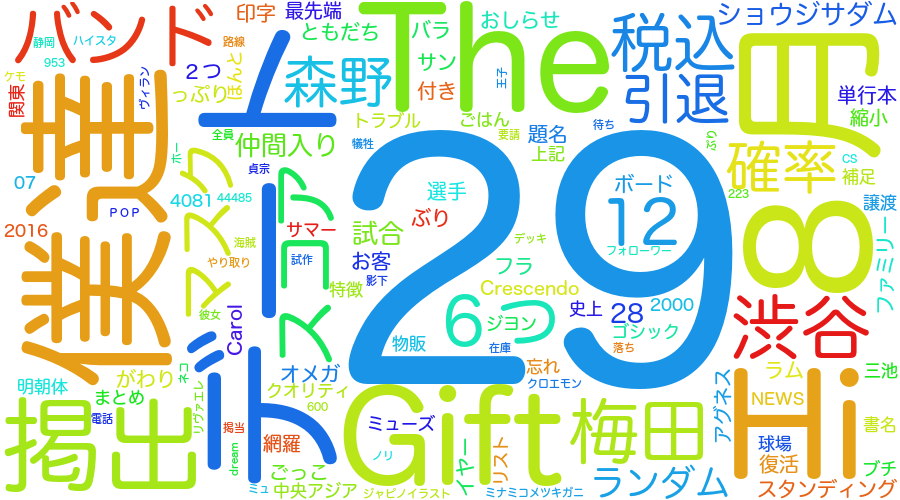 バンド
印字
最先端
The
おしらせ
税込
ショウジサダム
静岡
ハイスタ
路線
ともだち
バラ
月
953
ケモ
ほんと
2つ
森野
サン
王子
引退
単行本
関東
ヴィラン
っぷり
付き
縮小
僕達
デビュー
全員
仲間入り
トラブル
ごはん
要請
題名
待ち
ぶり
上記
確率
CS
補足
犠牲
29
ホー
貞宗
マスク
スコア
07
4081
44485
選手
ボード
12
223
譲渡
POP
2016
サマー
ぶり
試合
海賊
デッキ
フォローワー
8
ファミリー
やり取り
試作
お客
影下
フラ
特徴
Crescendo
彼女
Carol
6つ
ジヨン
史上
28
2000
ゴシック
渋谷
物販
在庫
落ち
ネコ
明朝体
がわり
オメガ
忘れ
クロエモン
ラム
三池
まとめ
リヴァエレ
クオリティ
600
Gift
アグネス
Hi
NEWS
掲出
電話
掲当
網羅
ミューズ
梅田
書名
dream
ノリ
イヤー
リスト
球場
復活
ブチ
ごっこ
ミュ
中央アジア
ジャビノイラスト
ミナミコメツキガニ
ランダム
スタンディング